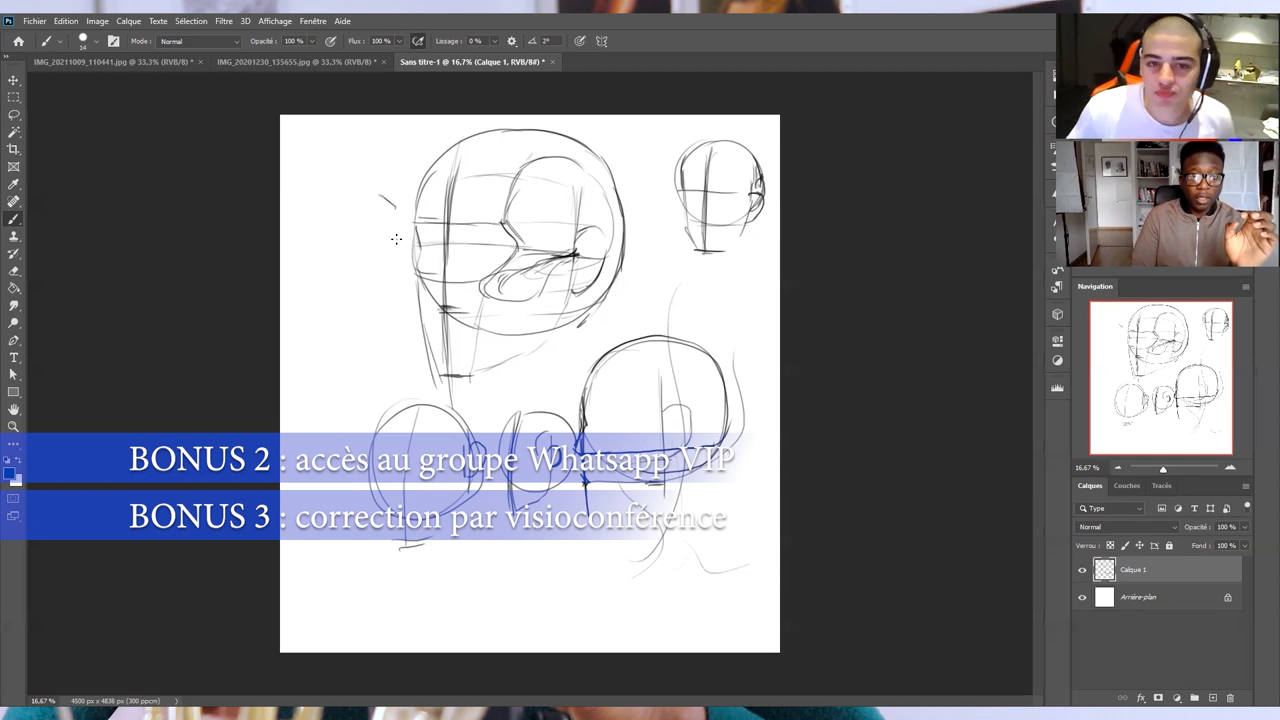 Ps Fichier Edition Image Calque Texte Sélection Filtre 3D Affichage Fenêtre Aide
14 Mode : Normal Opacité : 100 % Flux : 100 % Lissage : 0 % 2°
IMG_20211009_110441.jpg @ 33,3% (RVB/8*) * × IMG_20201230_135655.jpg @ 33,3% (RVB/8*) * × Sans titre-1 @ 16,7% (Calque 1, RVB/8#) * ×
Navigation
BONUS 2 : accès au groupe Whatsapp VIP
16,67 %
Calques Couches Tracés
BONUS 3 : correction par visioconférence
Type
Normal Opacité : 100 %
Verrou : Fond : 100 %
Calque 1
Arrière-plan
16,67 % 4500 px x 4838 px (300 ppcm)
fx